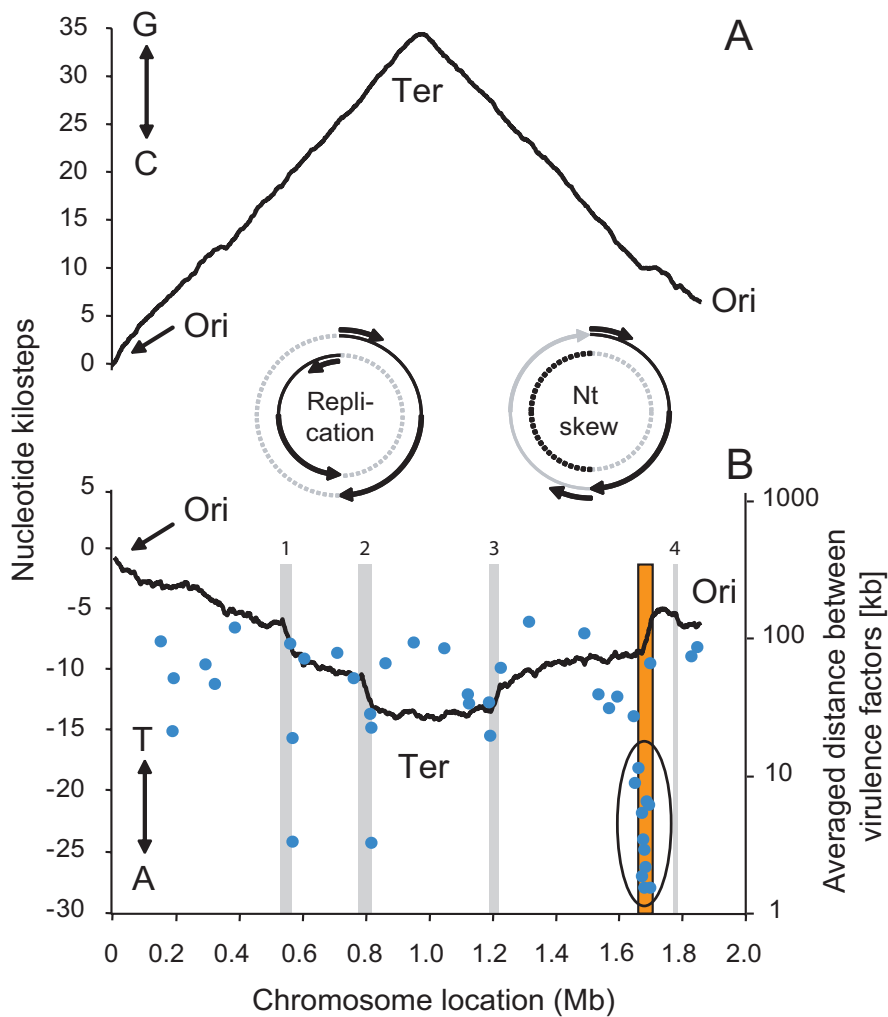 A
35
30
25
20
15
10
5
0
G
C
Ter
Ori
Ori
Repli-
cation
Nt
skew
Nucleotide kilosteps
B
5
0
-5
-10
-15
-20
-25
-30
Ori
1
2
3
4
Ori
Ter
T
A
1000
100
10
1
Averaged distance between
virulence factors [kb]
0
0.2
0.4
0.6
0.8
1.0
1.2
1.4
1.6
1.8
2.0
Chromosome location (Mb)